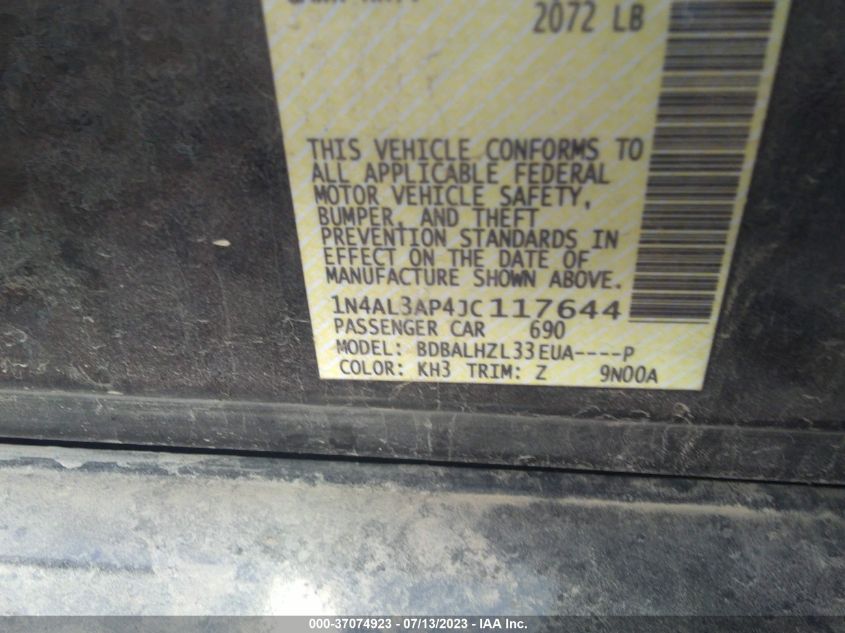 2072 LB
THIS VEHICLE CONFORMS TO
ALL APPLICABLE FEDERAL
MOTOR VEHICLE SAFETY,
BUMPER, AND THEFT
PREVENTION STANDARDS IN
EFFECT ON THE DATE OF
MANUFACTURE SHOWN ABOVE.
1N4AL3AP4JC117644
PASSENGER CAR 690
MODEL: BDBALHZL33EUA----P
COLOR: KH3 TRIM: Z 9N00A
000-37074923 - 07/13/2023 - IAA Inc.